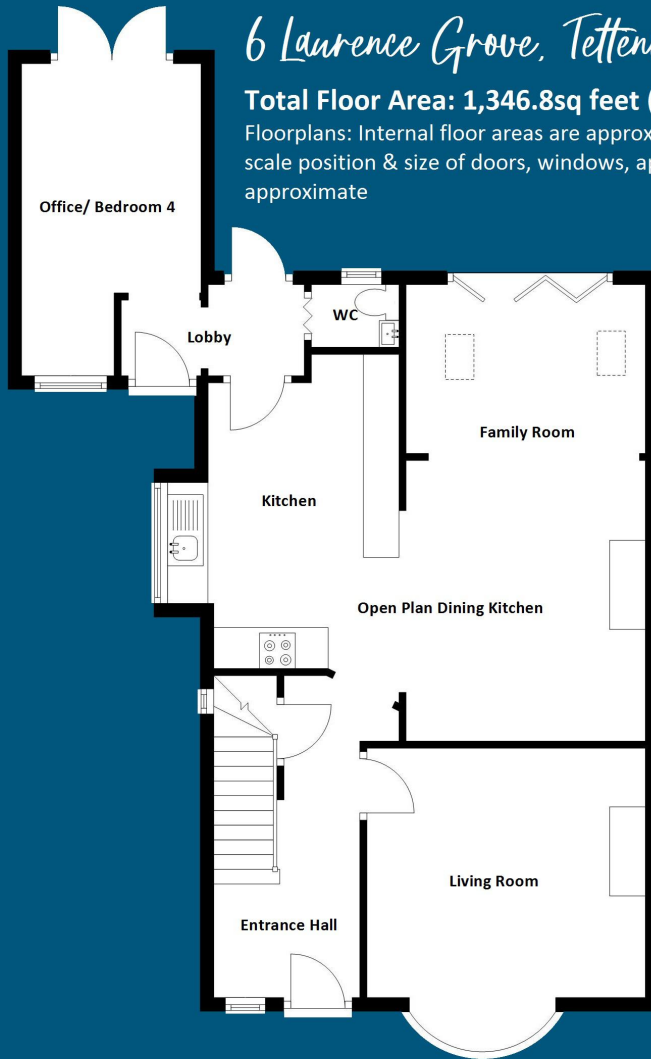 6 Laurence Grove, Tetten
Total Floor Area: 1,346.8sq feet (
Floorplans: Internal floor areas are approx
scale position & size of doors, windows, ap
approximate
Office/ Bedroom 4
Lobby
WC
Family Room
Kitchen
Open Plan Dining Kitchen
Living Room
Entrance Hall